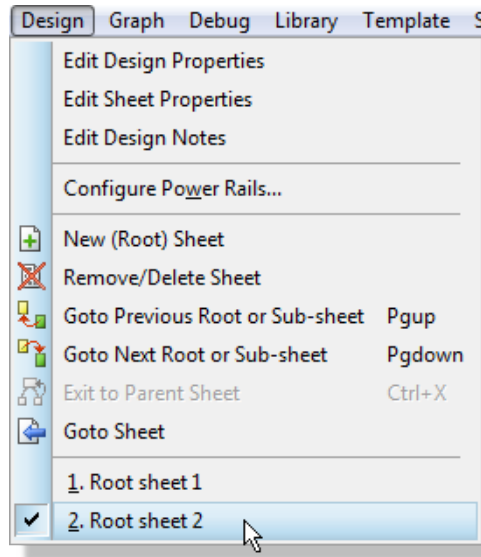 Design Graph Debug Library Template
Edit Design Properties
Edit Sheet Properties
Edit Design Notes
Configure Power Rails...
New (Root) Sheet
Remove/Delete Sheet
Goto Previous Root or Sub-sheet Pgup
Goto Next Root or Sub-sheet Pgdown
Exit to Parent Sheet Ctrl+X
Goto Sheet
1. Root sheet 1
2. Root sheet 2